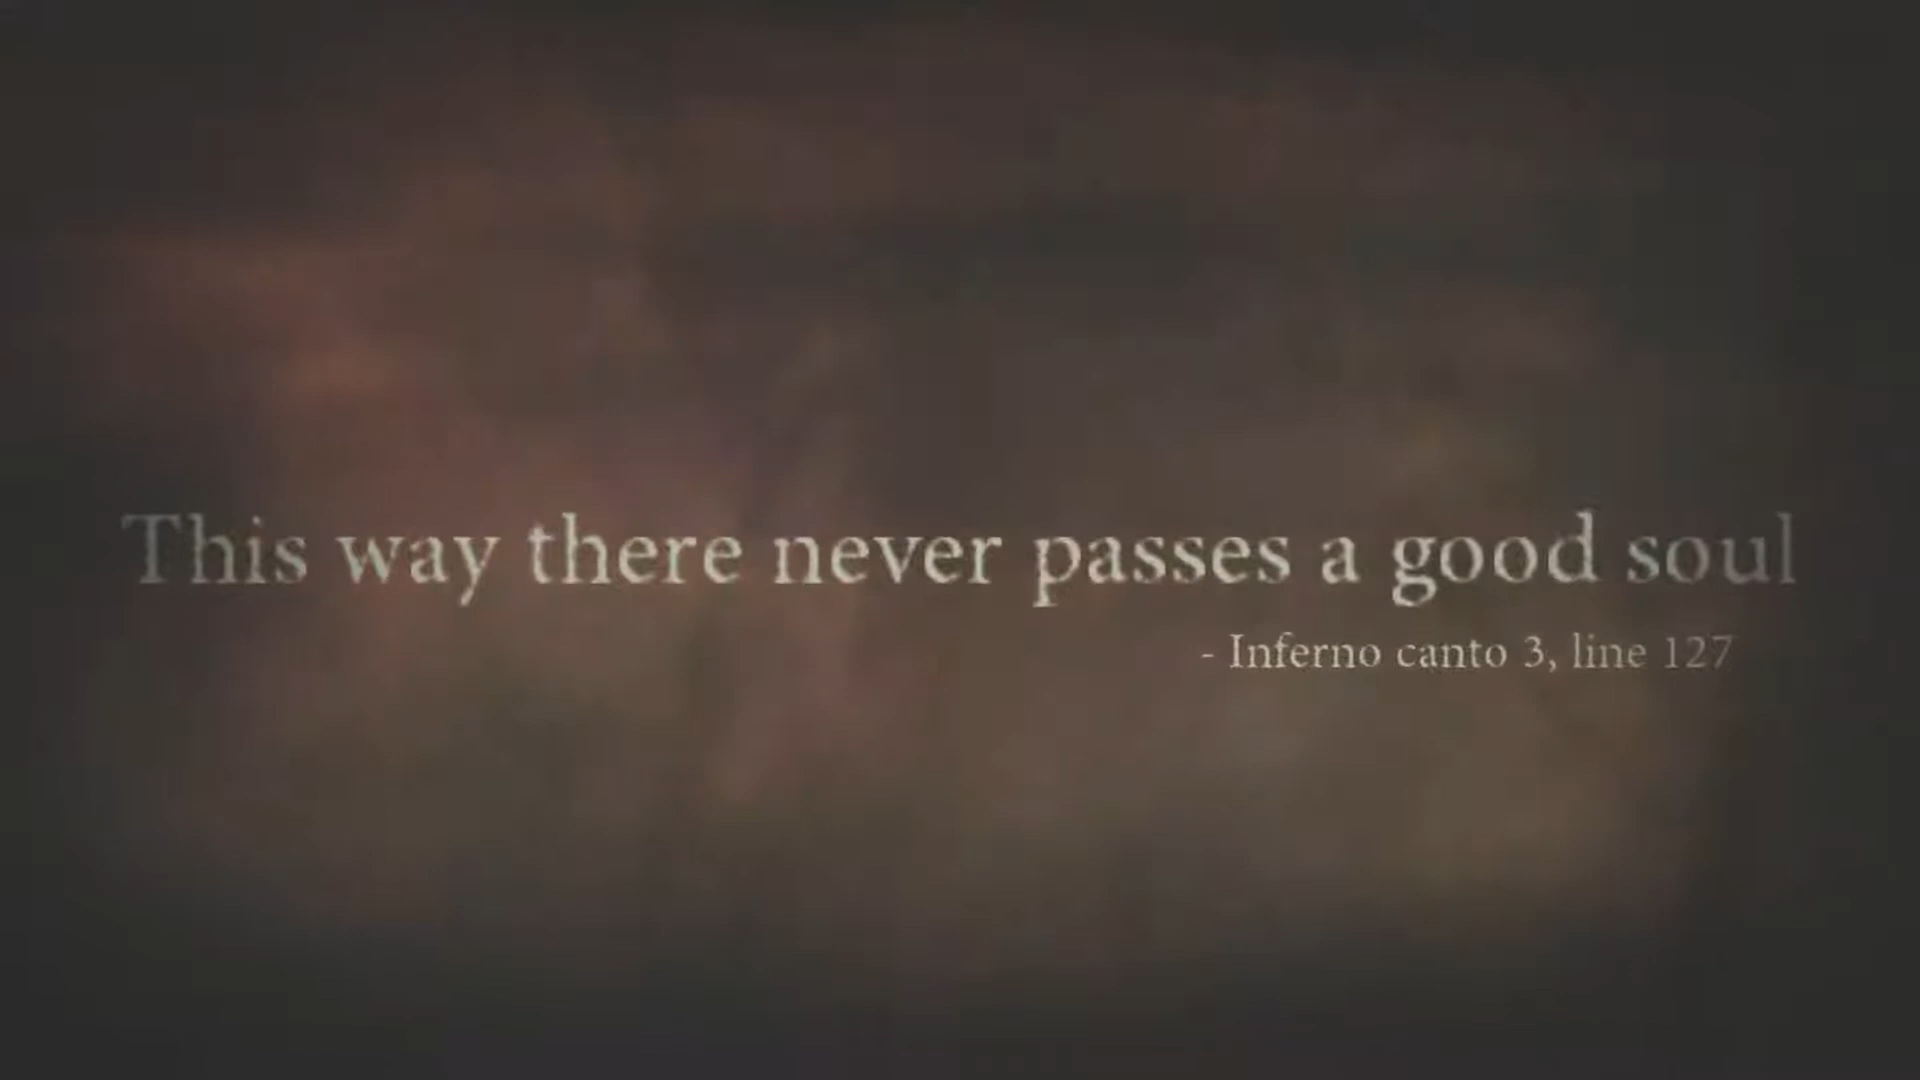 This way there never passes a good soul
- Inferno canto 3, line 127